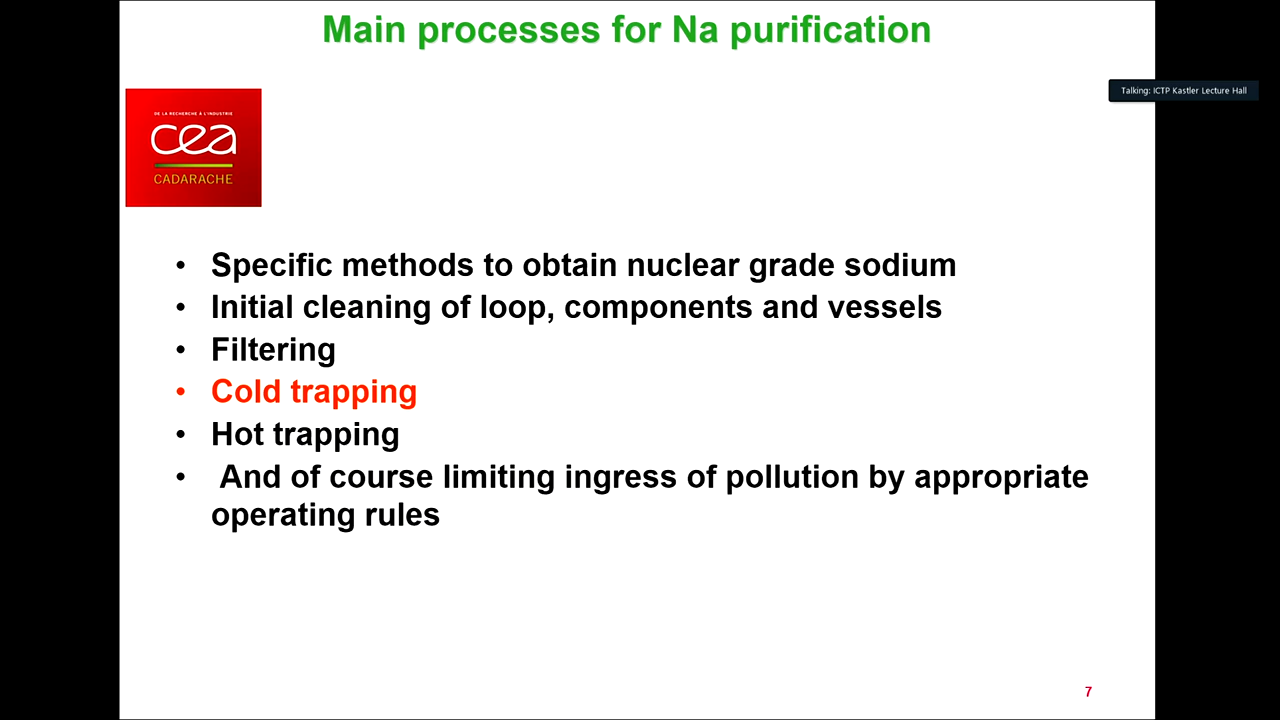 Main processes for Na purification
Talking: ICTP Kastler Lecture Hall
DE LA RECHERCHE À L'INDUSTRIE
cea
CADARACHE
• Specific methods to obtain nuclear grade sodium
• Initial cleaning of loop, components and vessels
• Filtering
• Cold trapping
• Hot trapping
• And of course limiting ingress of pollution by appropriate
operating rules
7